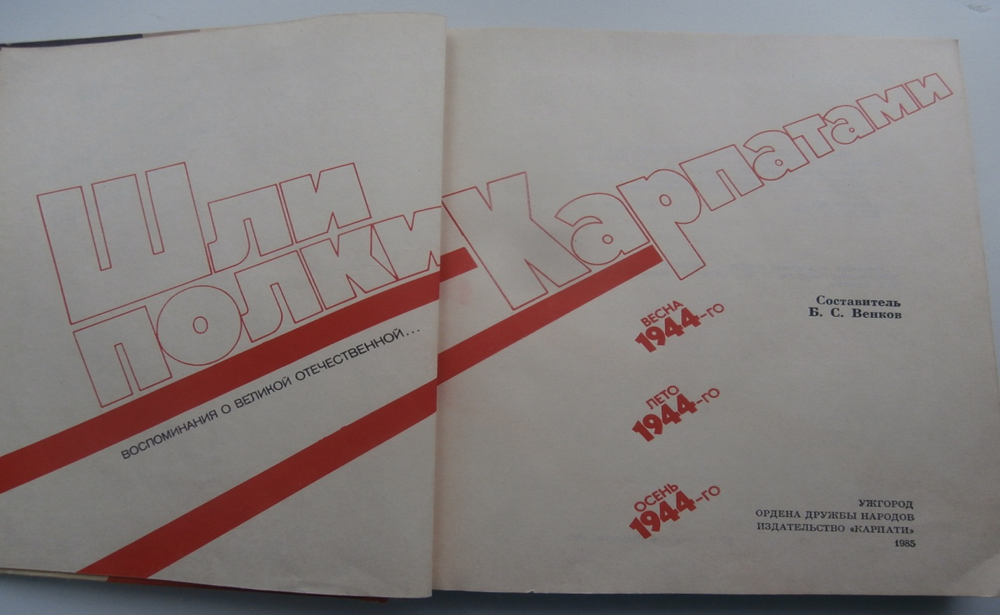 Шли
полки Карпатами
ВОСПОМИНАНИЯ О ВЕЛИКОЙ ОТЕЧЕСТВЕННОЙ...
ВЕСНА
1944-го
ЛЕТО
1944-го
ОСЕНЬ
1944-го
Составитель
Б. С. Венков
УЖГОРОД
ОРДЕНА ДРУЖБЫ НАРОДОВ
ИЗДАТЕЛЬСТВО «КАРПАТИ»
1985